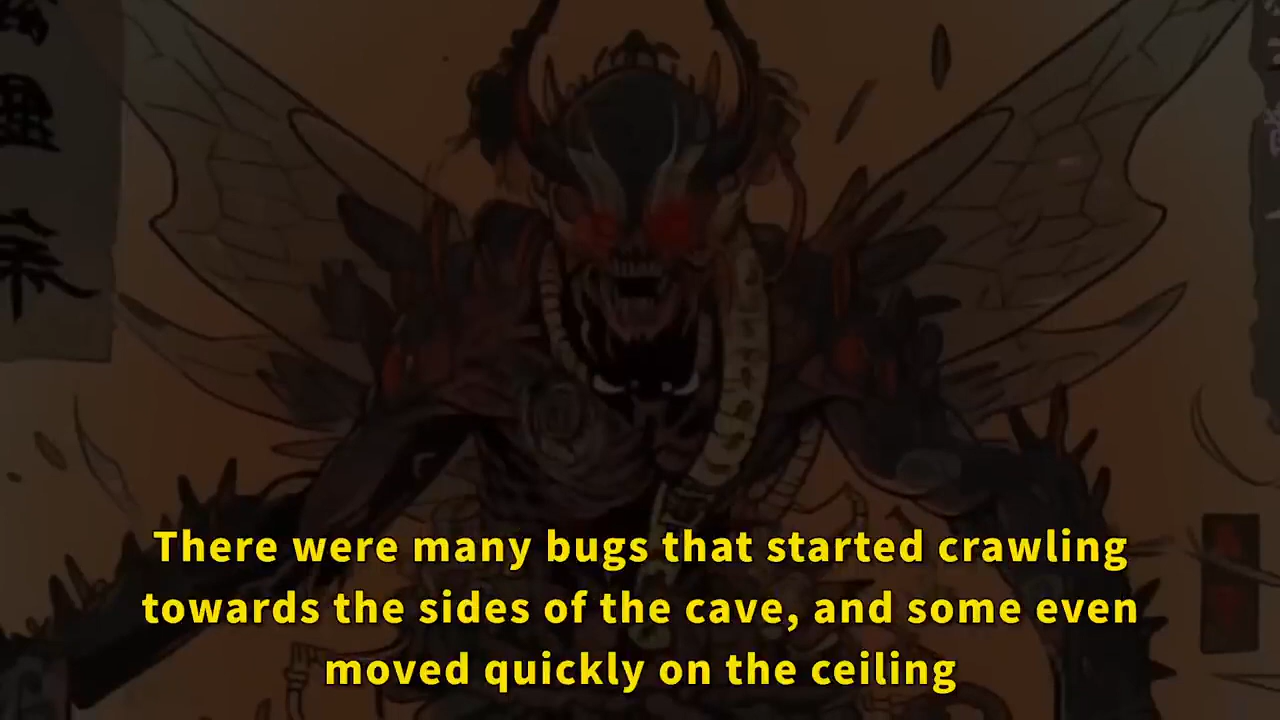 There were many bugs that started crawling
towards the sides of the cave, and some even
moved quickly on the ceiling